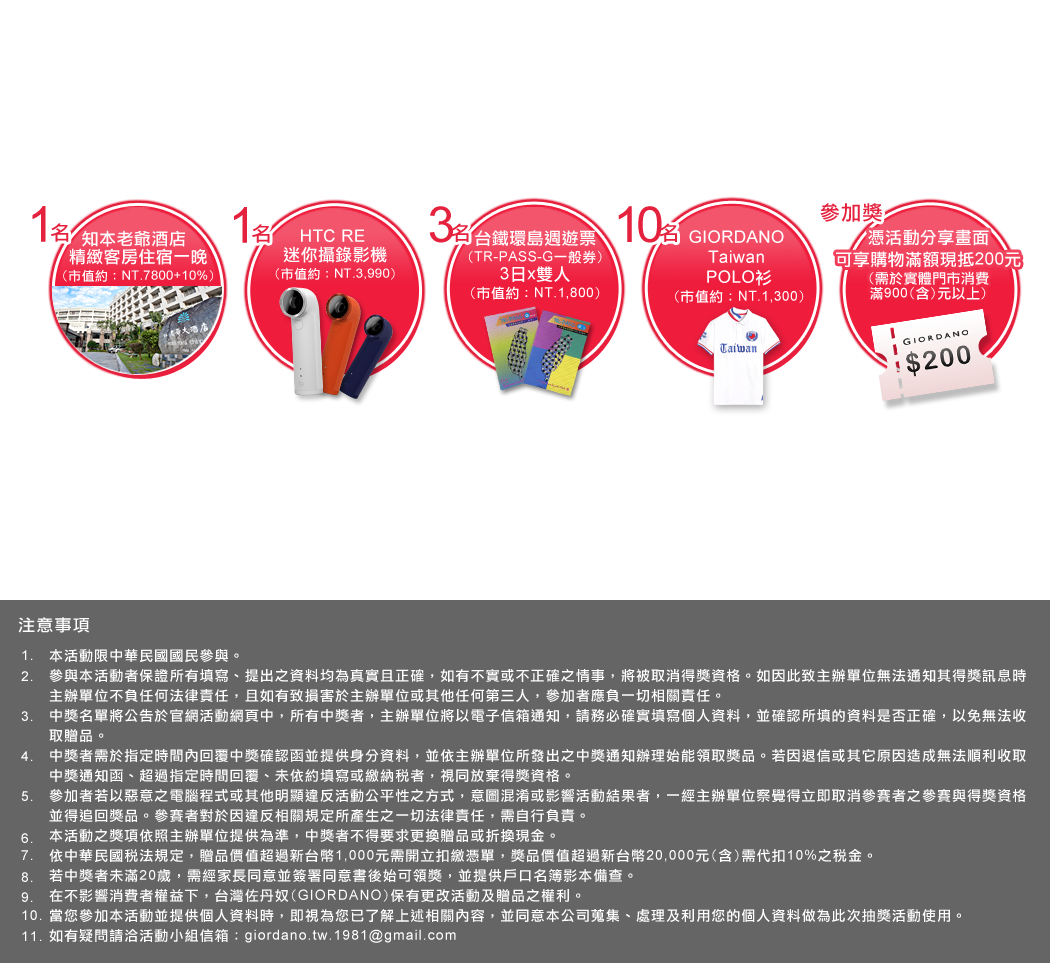 1名
知本老爺酒店
精緻客房住宿一晚
(市值約：NT.7800+10%)
1名
HTC RE
迷你攝錄影機
(市值約：NT.3,990)
3名
台鐵環島週遊票
(TR-PASS-G一般券)
3日x雙人
(市值約：NT.1,800)
10名
GIORDANO
Taiwan
POLO衫
(市值約：NT.1,300)
Taiwan
參加獎
憑活動分享畫面
可享購物滿額現抵200元
(需於實體門市消費
滿900(含)元以上)
GIORDANO
$200
注意事項
1. 本活動限中華民國國民參與。
2. 參與本活動者保證所有填寫、提出之資料均為真實且正確，如有不實或不正確之情事，將被取消得獎資格。如因此致主辦單位無法通知其得獎訊息時
主辦單位不負任何法律責任，且如有致損害於主辦單位或其他任何第三人，參加者應負一切相關責任。
3. 中獎名單將公告於官網活動網頁中，所有中獎者，主辦單位將以電子信箱通知，請務必確實填寫個人資料，並確認所填的資料是否正確，以免無法收
取贈品。
4. 中獎者需於指定時間內回覆中獎確認函並提供身分資料，並依主辦單位所發出之中獎通知辦理始能領取獎品。若因退信或其它原因造成無法順利收取
中獎通知函、超過指定時間回覆、未依約填寫或繳納稅者，視同放棄得獎資格。
5. 參加者若以惡意之電腦程式或其他明顯違反活動公平性之方式，意圖混淆或影響活動結果者，一經主辦單位察覺得立即取消參賽者之參賽與得獎資格
並得追回獎品。參賽者對於因違反相關規定所產生之一切法律責任，需自行負責。
6. 本活動之獎項依照主辦單位提供為準，中獎者不得要求更換贈品或折換現金。
7. 依中華民國稅法規定，贈品價值超過新台幣1,000元需開立扣繳憑單，獎品價值超過新台幣20,000元(含)需代扣10%之稅金。
8. 若中獎者未滿20歲，需經家長同意並簽署同意書後始可領獎，並提供戶口名簿影本備查。
9. 在不影響消費者權益下，台灣佐丹奴(GIORDANO)保有更改活動及贈品之權利。
10. 當您參加本活動並提供個人資料時，即視為您已了解上述相關內容，並同意本公司蒐集、處理及利用您的個人資料做為此次抽獎活動使用。
11. 如有疑問請洽活動小組信箱：giordano.tw.1981@gmail.com